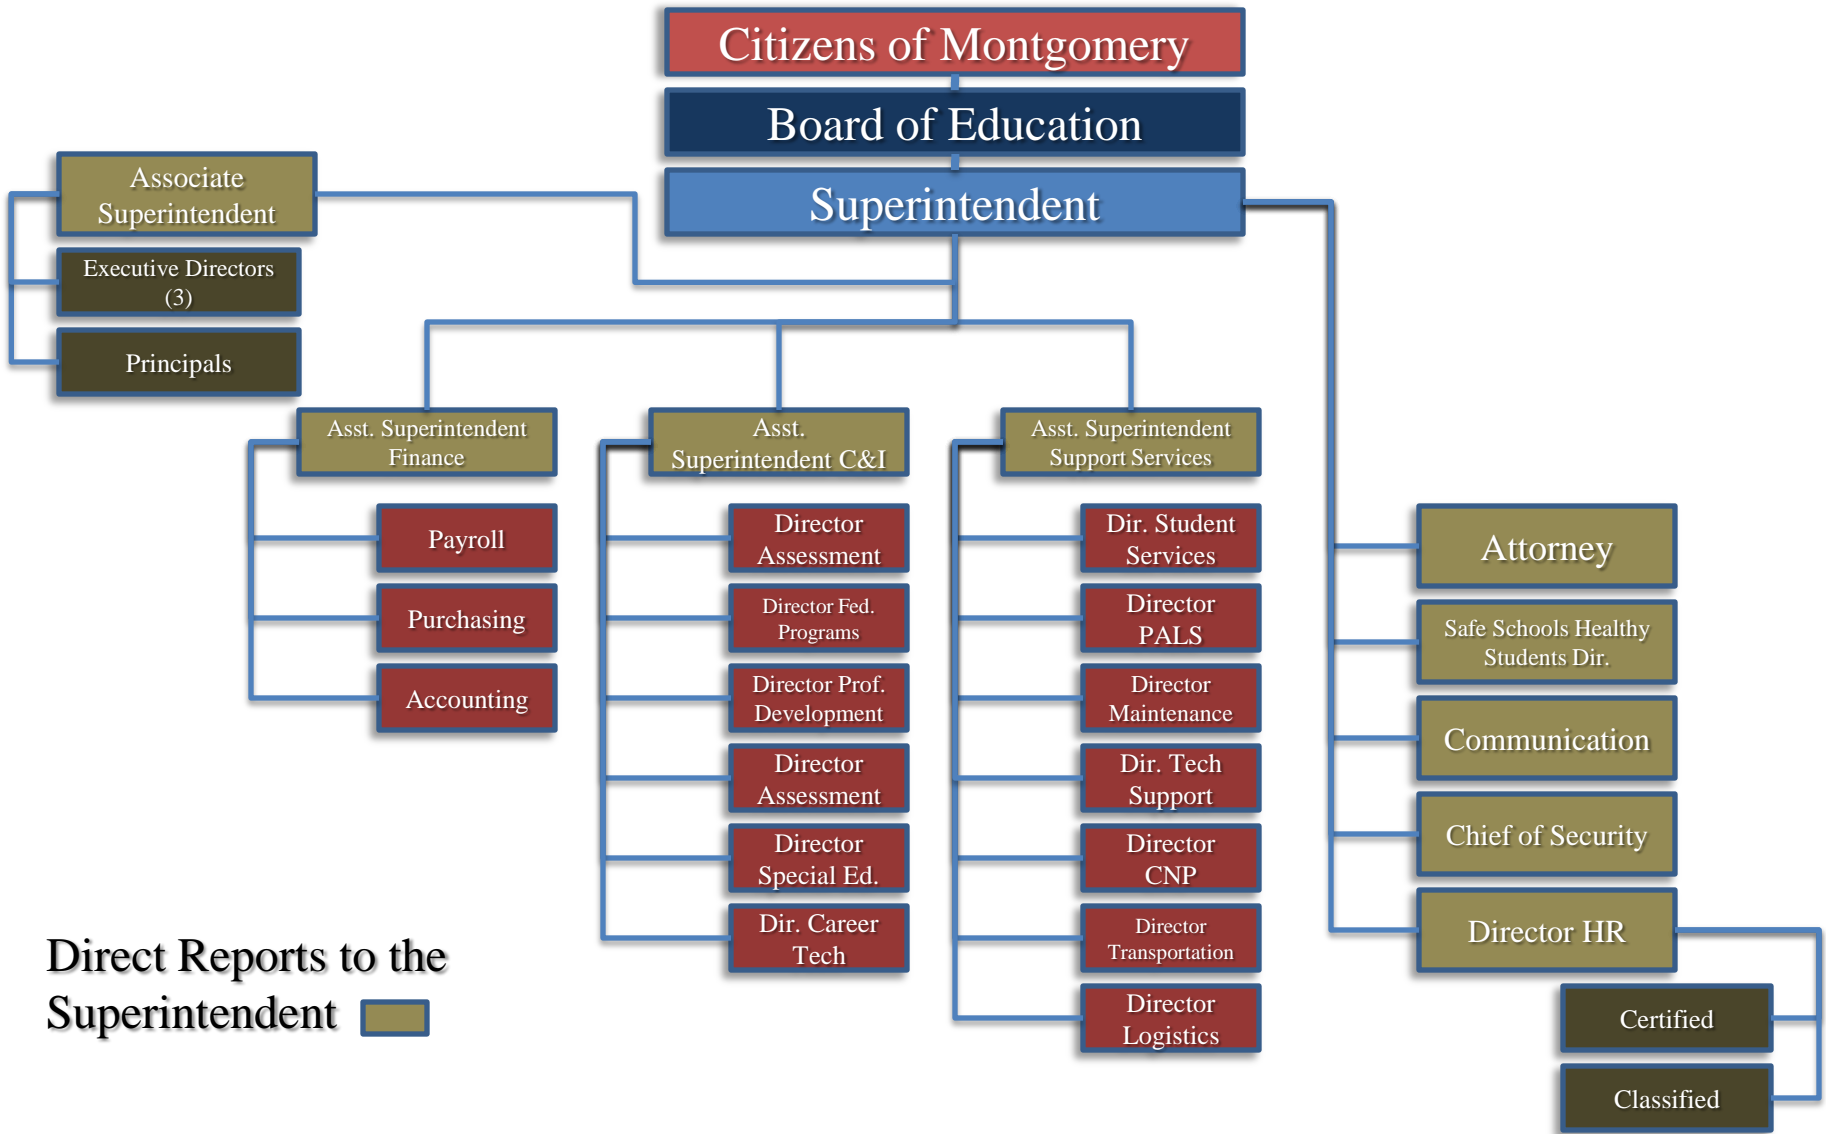 Citizens of Montgomery
Board of Education
Superintendent
Associate
Superintendent
Executive Directors
(3)
Principals
Asst. Superintendent
Finance
Payroll
Purchasing
Accounting
Asst.
Superintendent C&I
Director
Assessment
Director Fed.
Programs
Director Prof.
Development
Director
Assessment
Director
Special Ed.
Dir. Career
Tech
Asst. Superintendent
Support Services
Dir. Student
Services
Director
PALS
Director
Maintenance
Dir. Tech
Support
Director
CNP
Director
Transportation
Director
Logistics
Attorney
Safe Schools Healthy
Students Dir.
Communication
Chief of Security
Director HR
Certified
Classified
Direct Reports to the
Superintendent